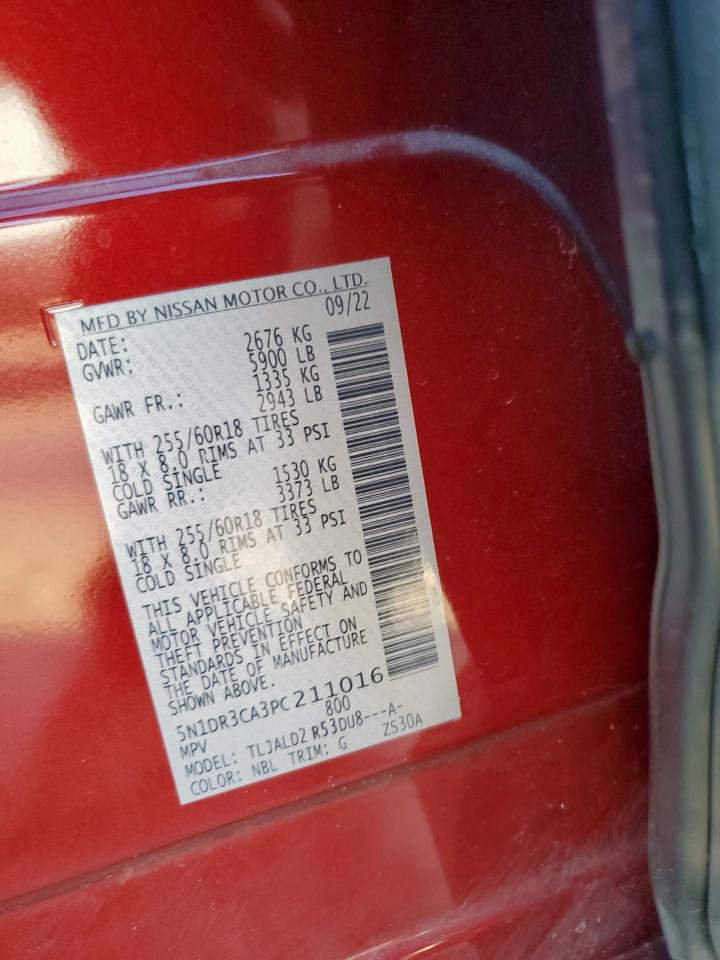 MFD BY NISSAN MOTOR CO., LTD.
DATE: 09/22
GVWR: 2676 KG
5900 LB
GAWR FR.: 1335 KG
2943 LB
WITH 255/60R18 TIRES
18 X 8.0 RIMS AT 33 PSI
COLD SINGLE
GAWR RR.: 1530 KG
3373 LB
WITH 255/60R18 TIRES
18 X 8.0 RIMS AT 33 PSI
COLD SINGLE
THIS VEHICLE CONFORMS TO
ALL APPLICABLE FEDERAL
MOTOR VEHICLE SAFETY AND
THEFT PREVENTION
STANDARDS IN EFFECT ON
THE DATE OF MANUFACTURE
SHOWN ABOVE.
5N1DR3CA3PC211016
MPV 800
MODEL: TLJALD2 R53DU8---A-
COLOR: NBL TRIM: G ZS30A